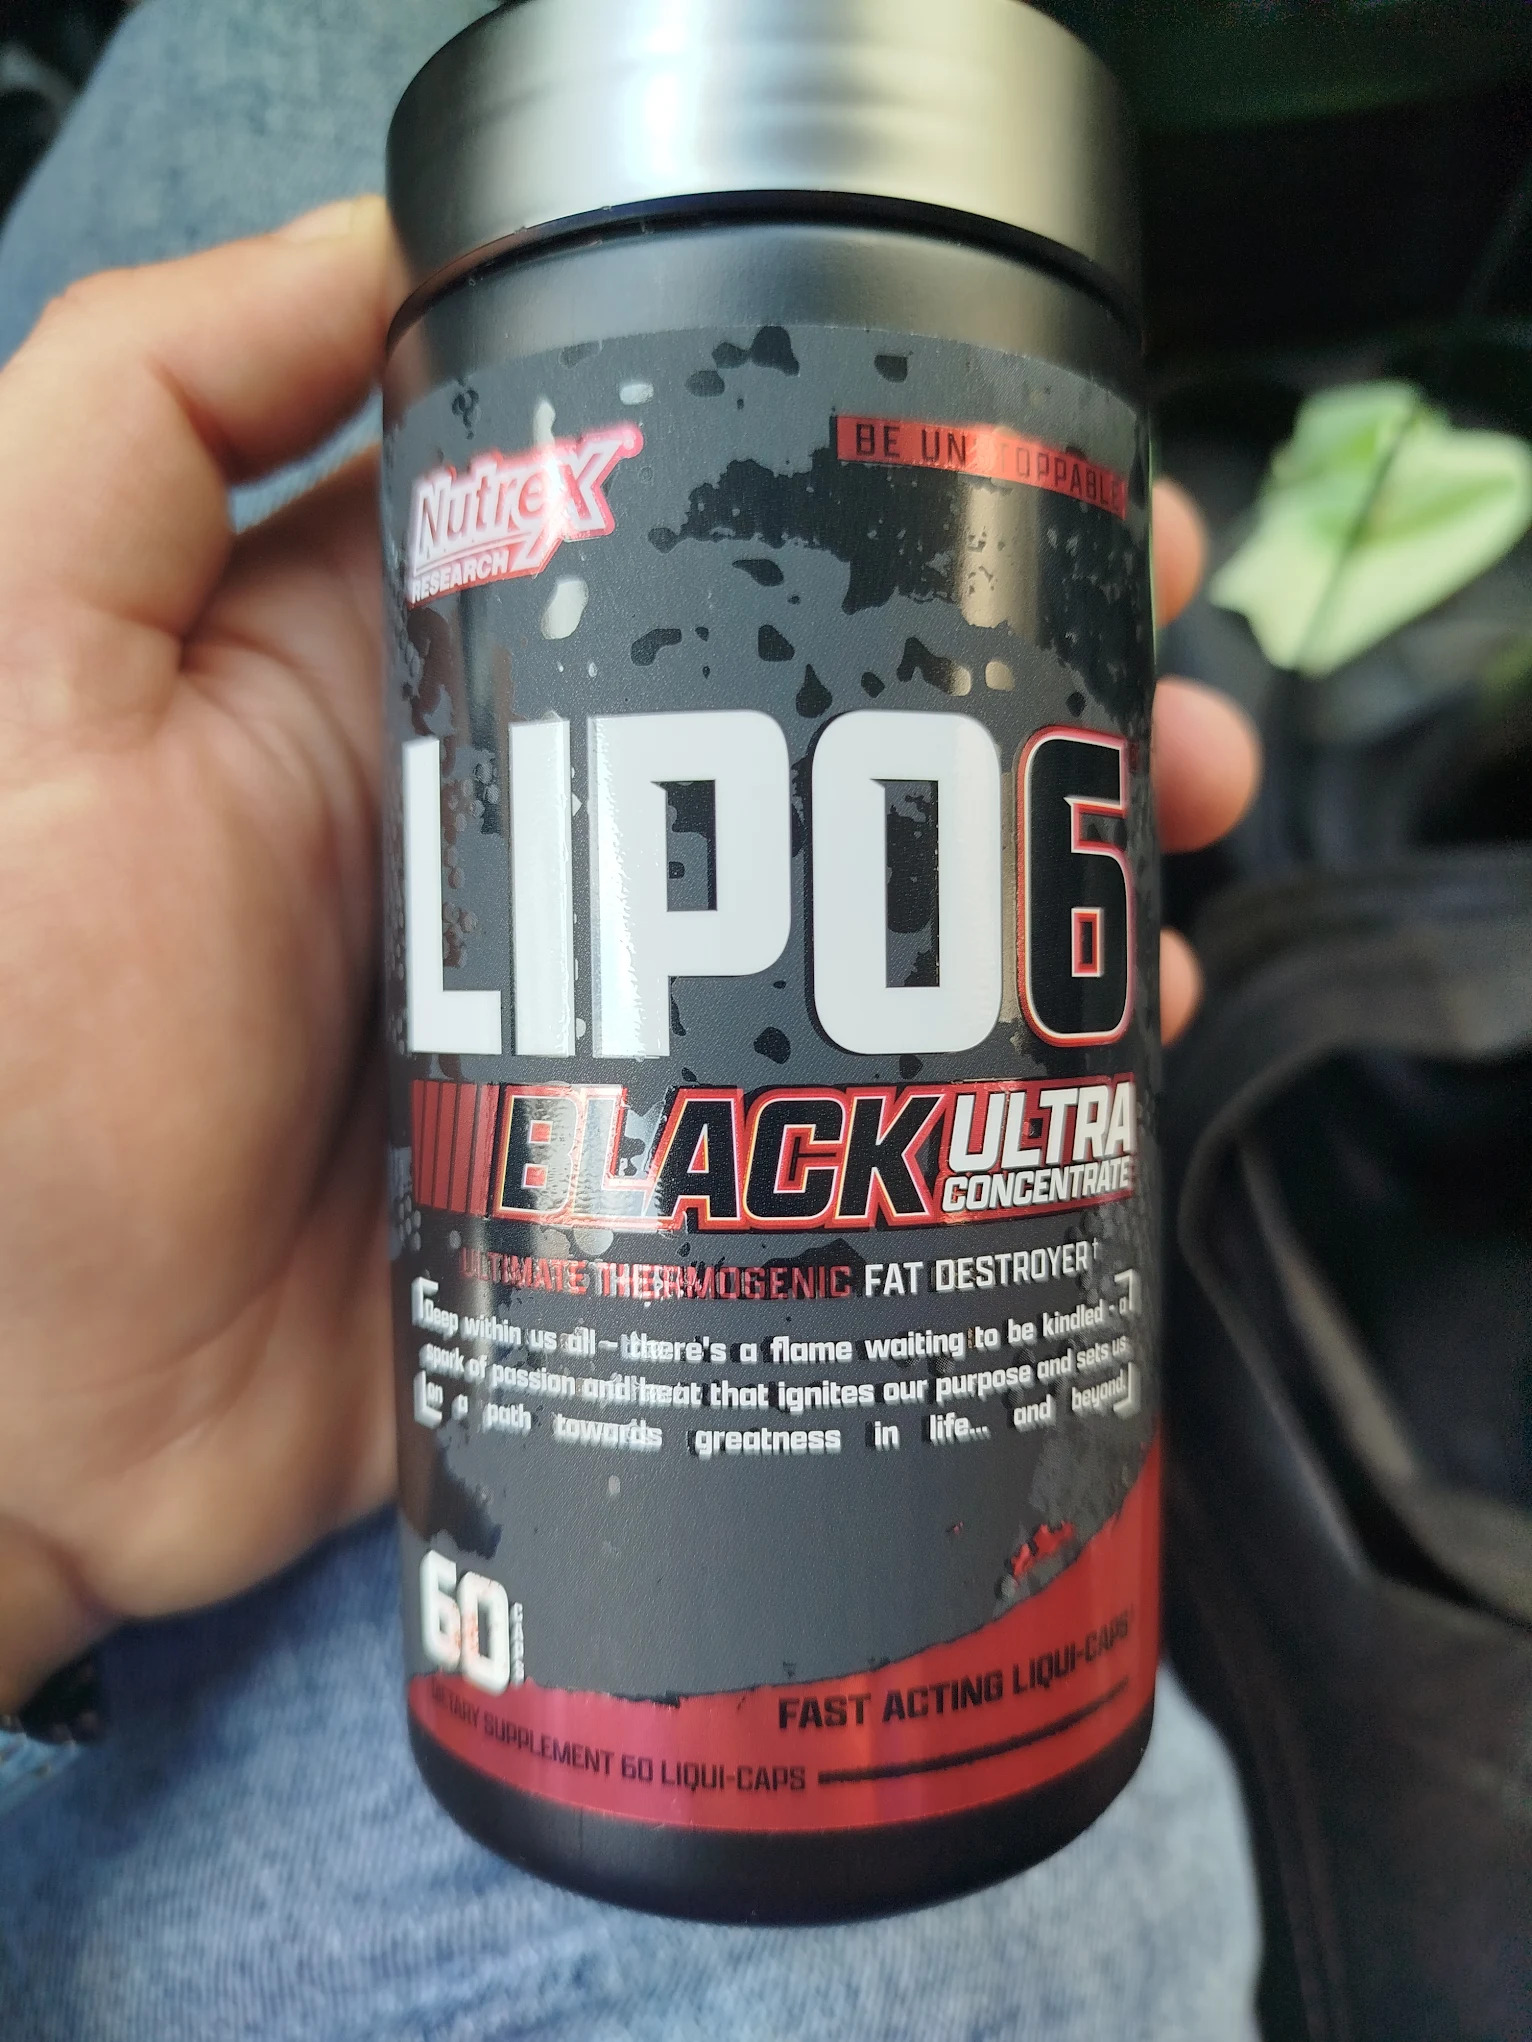 Nutrex
RESEARCH
BE UNSTOPPABLE
LIPO6
BLACK ULTRA
CONCENTRATE
ULTIMATE THERMOGENIC FAT DESTROYER†
Deep within us all – there's a flame waiting to be kindled - a
spark of passion and heat that ignites our purpose and sets us
on a path towards greatness in life... and beyond
60 CAPS
FAST ACTING LIQUI-CAPS
DIETARY SUPPLEMENT 60 LIQUI-CAPS